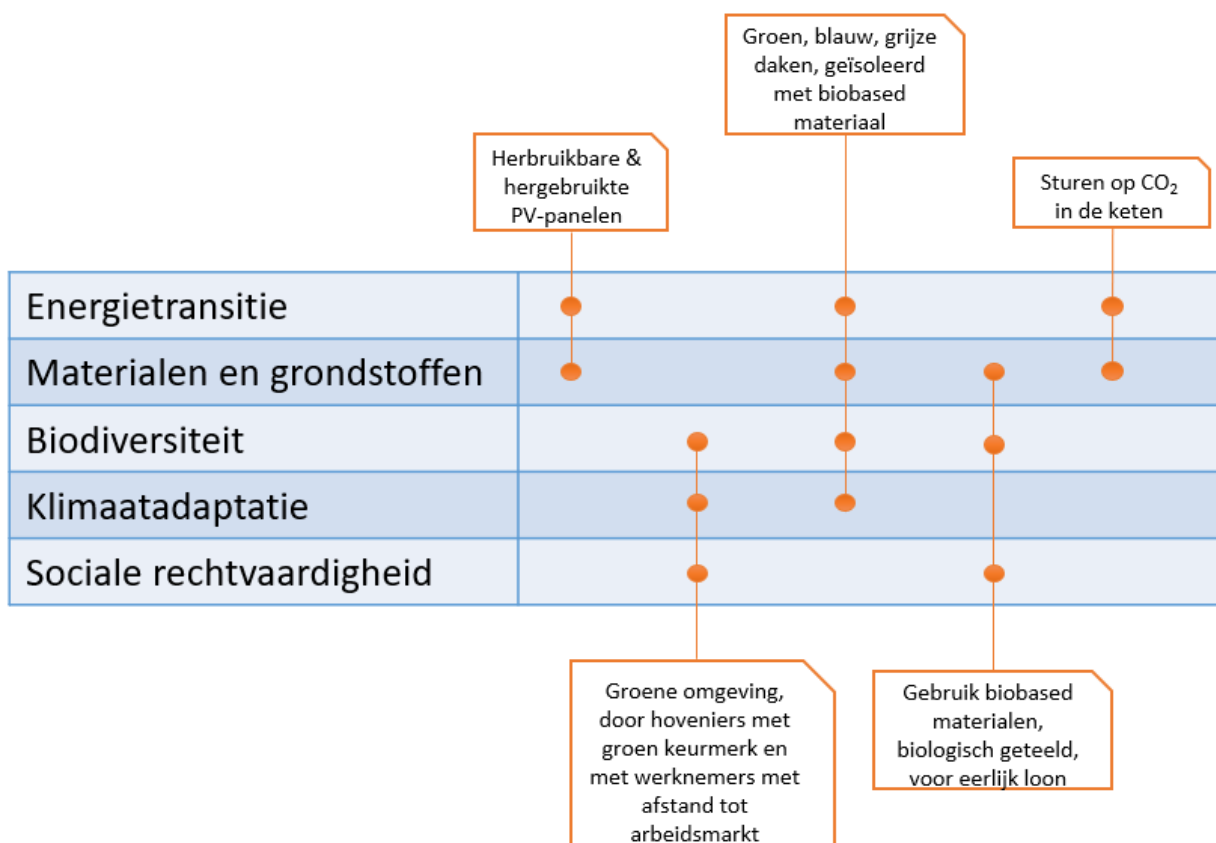 Groen, blauw, grijze
daken, geïsoleerd
met biobased
materiaal
Herbruikbare &
hergebruikte
PV-panelen
Sturen op CO₂
in de keten
Energietransitie
Materialen en grondstoffen
Biodiversiteit
Klimaatadaptatie
Sociale rechtvaardigheid
Groene omgeving,
door hoveniers met
groen keurmerk en
met werknemers met
afstand tot
arbeidsmarkt
Gebruik biobased
materialen,
biologisch geteeld,
voor eerlijk loon